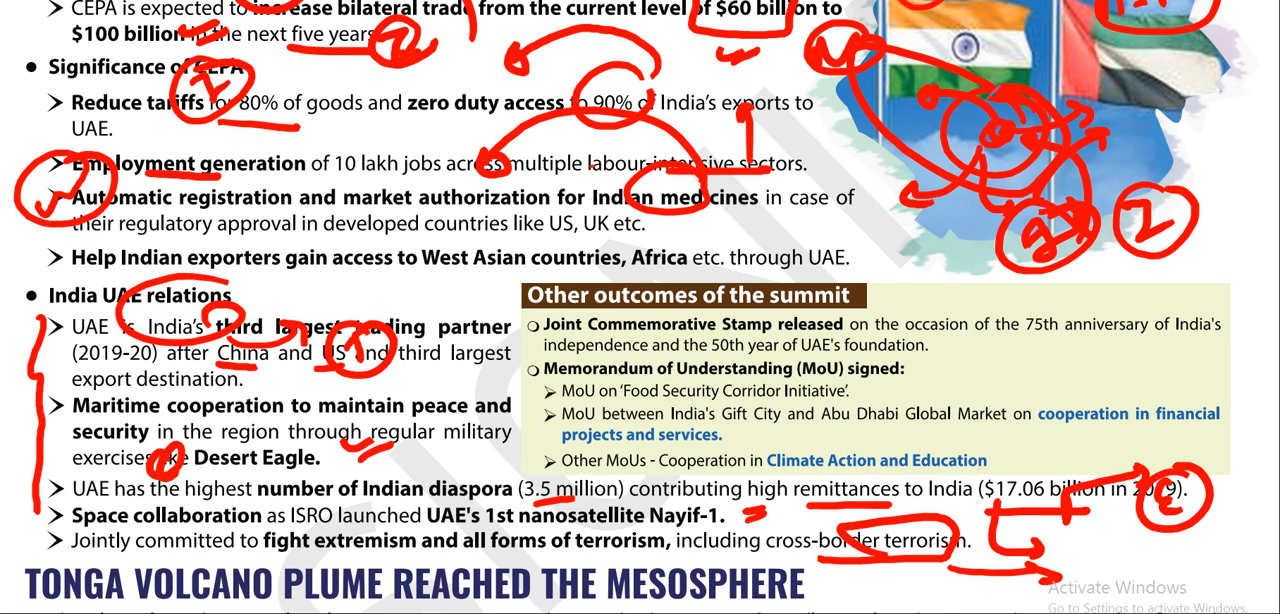 ➢ CEPA is expected to increase bilateral trade from the current level of $60 billion to
$100 billion in the next five years
● Significance of CEPA
➢ Reduce tariffs for 80% of goods and zero duty access to 90% of India's exports to
UAE.
➢ Employment generation of 10 lakh jobs across multiple labour-intensive sectors.
➢ Automatic registration and market authorization for Indian medicines in case of
their regulatory approval in developed countries like US, UK etc.
➢ Help Indian exporters gain access to West Asian countries, Africa etc. through UAE.
● India UAE relations
➢ UAE is India's third largest trading partner
(2019-20) after China and US and third largest
export destination.
➢ Maritime cooperation to maintain peace and
security in the region through regular military
exercises like Desert Eagle.
Other outcomes of the summit
❍ Joint Commemorative Stamp released on the occasion of the 75th anniversary of India's
independence and the 50th year of UAE's foundation.
❍ Memorandum of Understanding (MoU) signed:
➢ MoU on 'Food Security Corridor Initiative'.
➢ MoU between India's Gift City and Abu Dhabi Global Market on cooperation in financial
projects and services.
➢ Other MoUs - Cooperation in Climate Action and Education
➢ UAE has the highest number of Indian diaspora (3.5 million) contributing high remittances to India ($17.06 billion in 2019).
➢ Space collaboration as ISRO launched UAE's 1st nanosatellite Nayif-1.
➢ Jointly committed to fight extremism and all forms of terrorism, including cross-border terrorism.
TONGA VOLCANO PLUME REACHED THE MESOSPHERE
Activate Windows
Go to Settings to activate Windows.